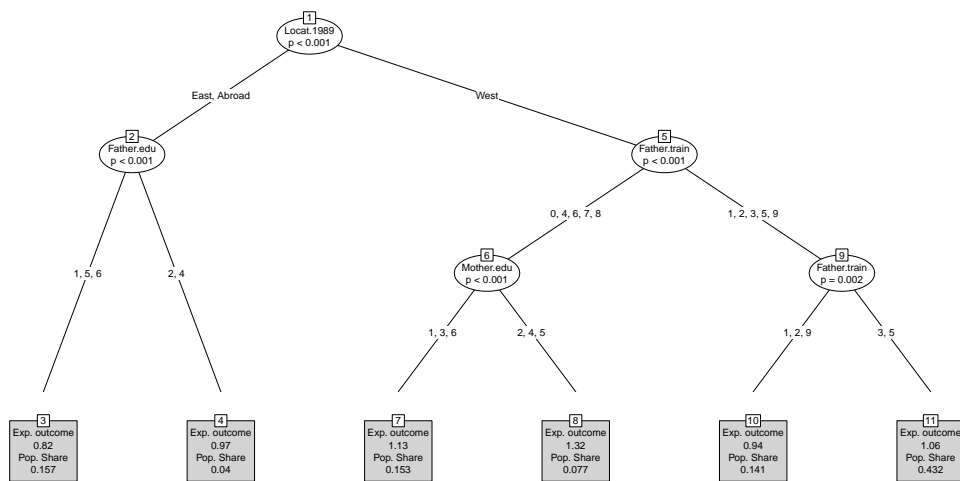 1
Locat.1989
p < 0.001
East, Abroad
West
2
Father.edu
p < 0.001
5
Father.train
p < 0.001
0, 4, 6, 7, 8
1, 2, 3, 5, 9
6
Mother.edu
p < 0.001
9
Father.train
p = 0.002
1, 5, 6
2, 4
1, 3, 6
2, 4, 5
1, 2, 9
3, 5
3
Exp. outcome
0.82
Pop. Share
0.157
4
Exp. outcome
0.97
Pop. Share
0.04
7
Exp. outcome
1.13
Pop. Share
0.153
8
Exp. outcome
1.32
Pop. Share
0.077
10
Exp. outcome
0.94
Pop. Share
0.141
11
Exp. outcome
1.06
Pop. Share
0.432